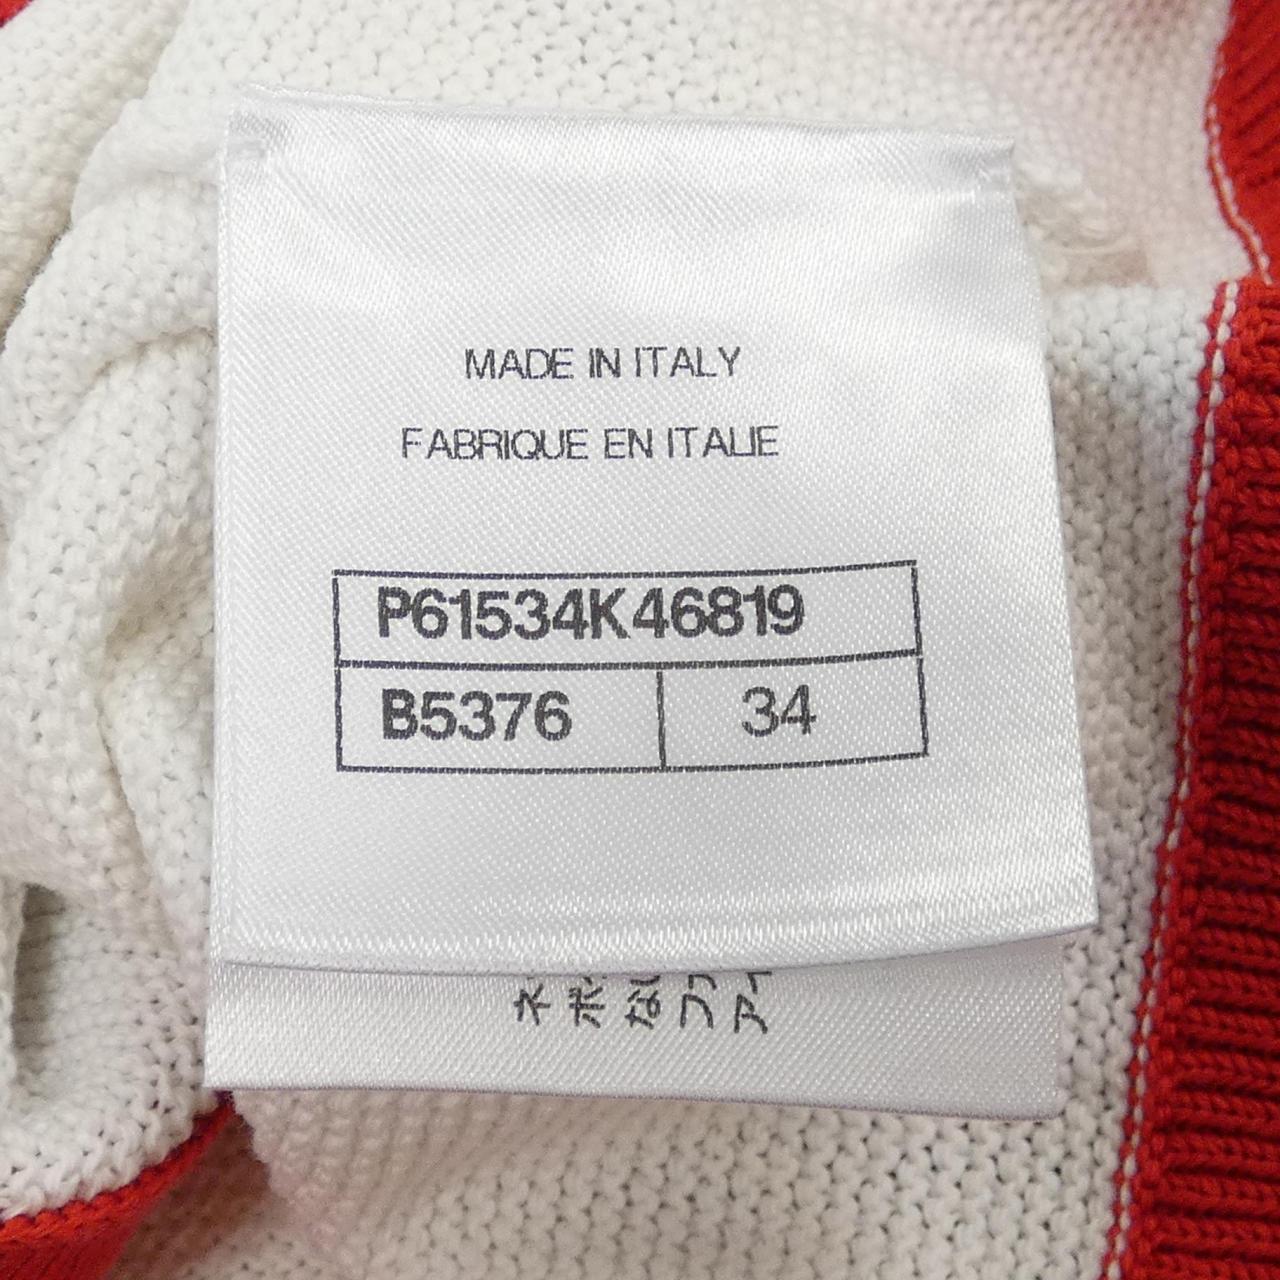 MADE IN ITALY
FABRIQUE EN ITALIE
P61534K46819
B5376 34